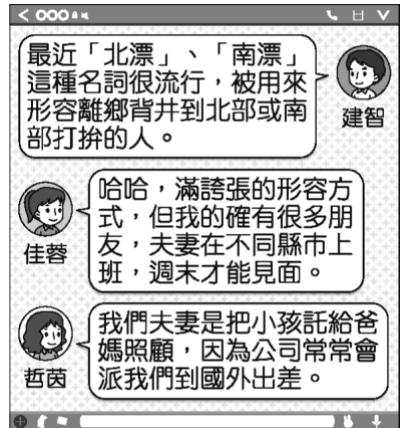 < OOO
最近「北漂」、「南漂」
這種名詞很流行，被用來
形容離鄉背井到北部或南
部打拚的人。
建智
哈哈，滿誇張的形容方
式，但我的確有很多朋
友，夫妻在不同縣市上
班，週末才能見面。
佳蓉
我們夫妻是把小孩託給爸
媽照顧，因為公司常常會
派我們到國外出差。
哲茵